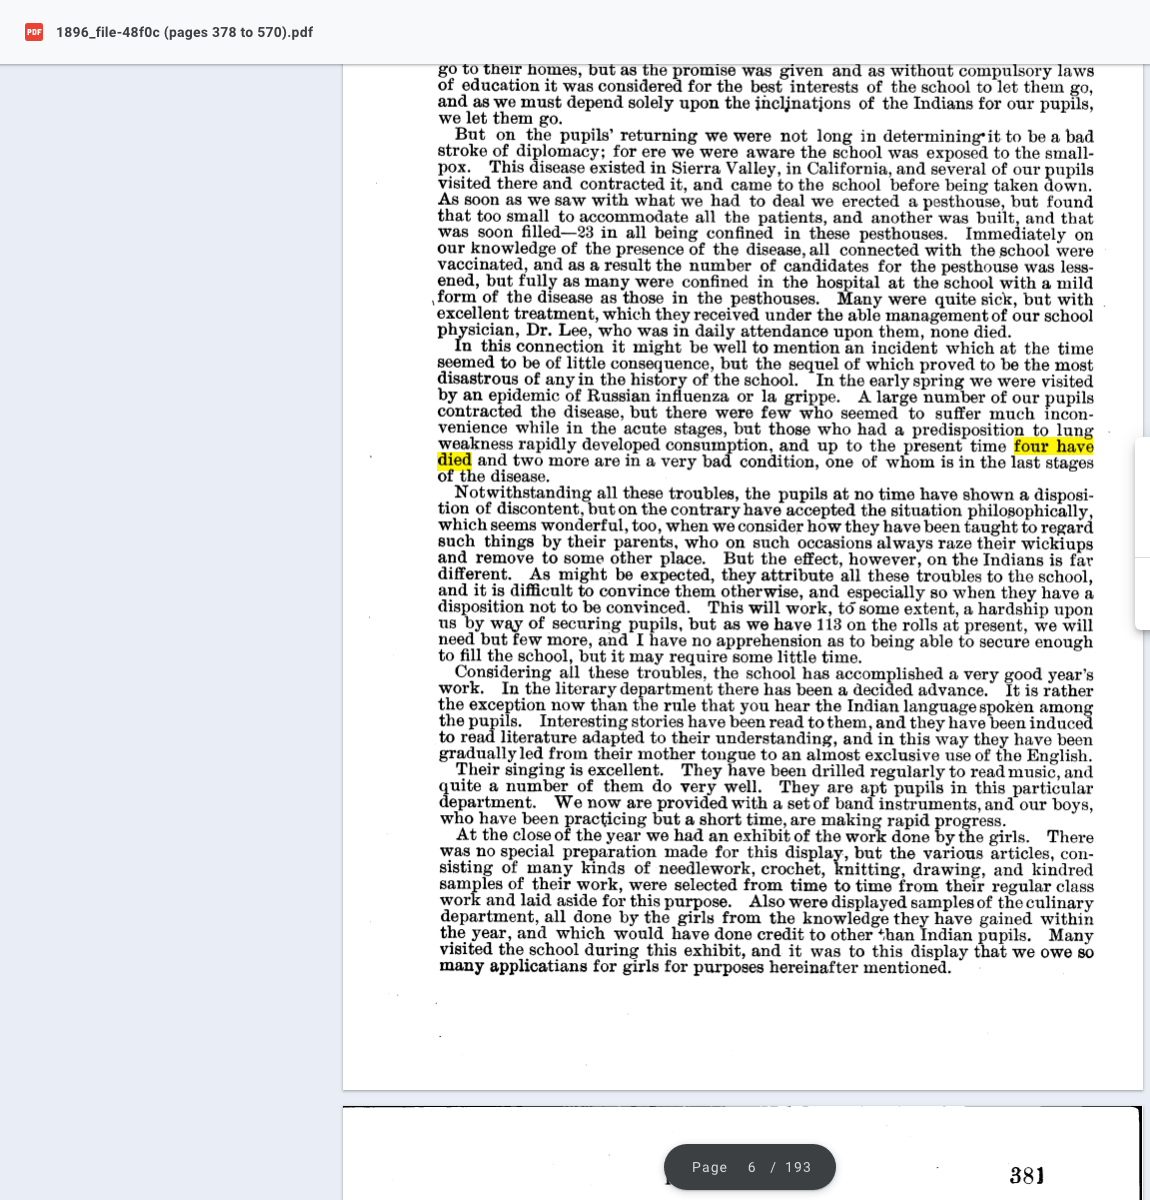 PDF 1896_file-48f0c (pages 378 to 570).pdf
go to their homes, but as the promise was given and as without compulsory laws
of education it was considered for the best interests of the school to let them go,
and as we must depend solely upon the inclinations of the Indians for our pupils,
we let them go.
But on the pupils' returning we were not long in determining it to be a bad
stroke of diplomacy; for ere we were aware the school was exposed to the small-
pox. This disease existed in Sierra Valley, in California, and several of our pupils
visited there and contracted it, and came to the school before being taken down.
As soon as we saw with what we had to deal we erected a pesthouse, but found
that too small to accommodate all the patients, and another was built, and that
was soon filled—23 in all being confined in these pesthouses. Immediately on
our knowledge of the presence of the disease, all connected with the school were
vaccinated, and as a result the number of candidates for the pesthouse was less-
ened, but fully as many were confined in the hospital at the school with a mild
form of the disease as those in the pesthouses. Many were quite sick, but with
excellent treatment, which they received under the able management of our school
physician, Dr. Lee, who was in daily attendance upon them, none died.
In this connection it might be well to mention an incident which at the time
seemed to be of little consequence, but the sequel of which proved to be the most
disastrous of any in the history of the school. In the early spring we were visited
by an epidemic of Russian influenza or la grippe. A large number of our pupils
contracted the disease, but there were few who seemed to suffer much incon-
venience while in the acute stages, but those who had a predisposition to lung
weakness rapidly developed consumption, and up to the present time four have
died and two more are in a very bad condition, one of whom is in the last stages
of the disease.
Notwithstanding all these troubles, the pupils at no time have shown a disposi-
tion of discontent, but on the contrary have accepted the situation philosophically,
which seems wonderful, too, when we consider how they have been taught to regard
such things by their parents, who on such occasions always raze their wickiups
and remove to some other place. But the effect, however, on the Indians is far
different. As might be expected, they attribute all these troubles to the school,
and it is difficult to convince them otherwise, and especially so when they have a
disposition not to be convinced. This will work, to some extent, a hardship upon
us by way of securing pupils, but as we have 113 on the rolls at present, we will
need but few more, and I have no apprehension as to being able to secure enough
to fill the school, but it may require some little time.
Considering all these troubles, the school has accomplished a very good year's
work. In the literary department there has been a decided advance. It is rather
the exception now than the rule that you hear the Indian language spoken among
the pupils. Interesting stories have been read to them, and they have been induced
to read literature adapted to their understanding, and in this way they have been
gradually led from their mother tongue to an almost exclusive use of the English.
Their singing is excellent. They have been drilled regularly to read music, and
quite a number of them do very well. They are apt pupils in this particular
department. We now are provided with a set of band instruments, and our boys,
who have been practicing but a short time, are making rapid progress.
At the close of the year we had an exhibit of the work done by the girls. There
was no special preparation made for this display, but the various articles, con-
sisting of many kinds of needlework, crochet, knitting, drawing, and kindred
samples of their work, were selected from time to time from their regular class
work and laid aside for this purpose. Also were displayed samples of the culinary
department, all done by the girls from the knowledge they have gained within
the year, and which would have done credit to other than Indian pupils. Many
visited the school during this exhibit, and it was to this display that we owe so
many applicatians for girls for purposes hereinafter mentioned.
Page 6 / 193
381